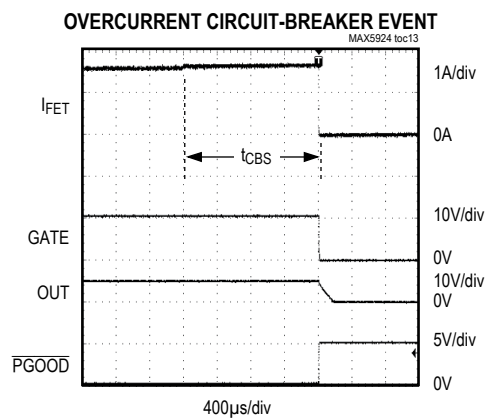 OVERCURRENT CIRCUIT-BREAKER EVENT
MAX5924 toc13
T
1A/div
IFET
0A
tCBS
10V/div
GATE
0V
10V/div
OUT
0V
5V/div
PGOOD
0V
400µs/div